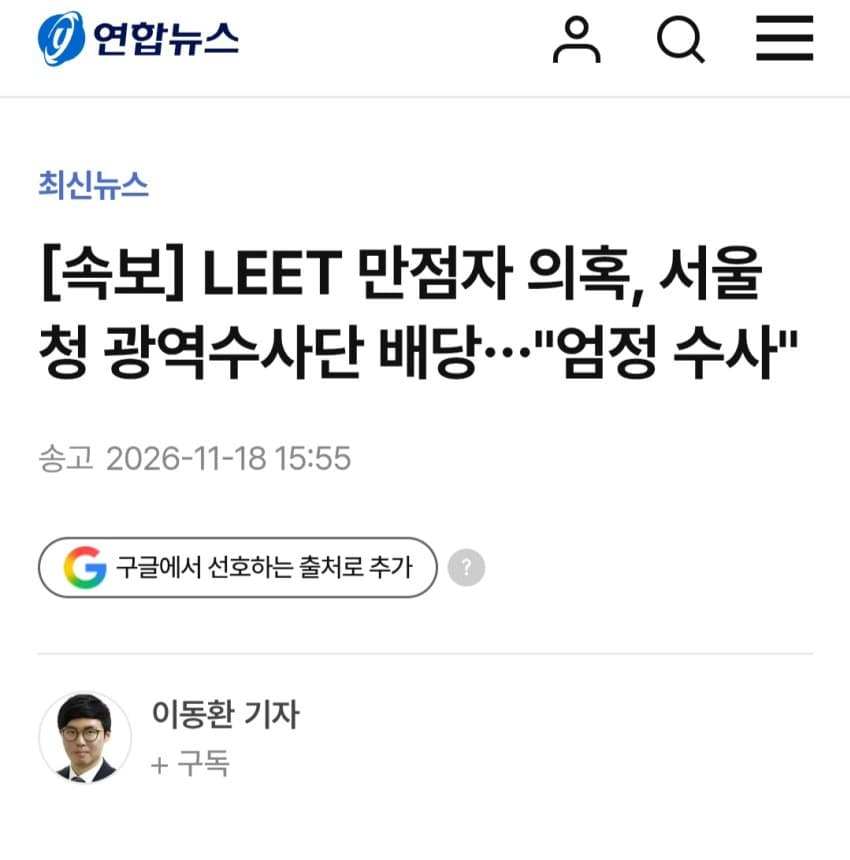 연합뉴스
최신뉴스
[속보] LEET 만점자 의혹, 서울
청 광역수사단 배당…"엄정 수사"
송고 2026-11-18 15:55
구글에서 선호하는 출처로 추가 ?
이동환 기자
+ 구독